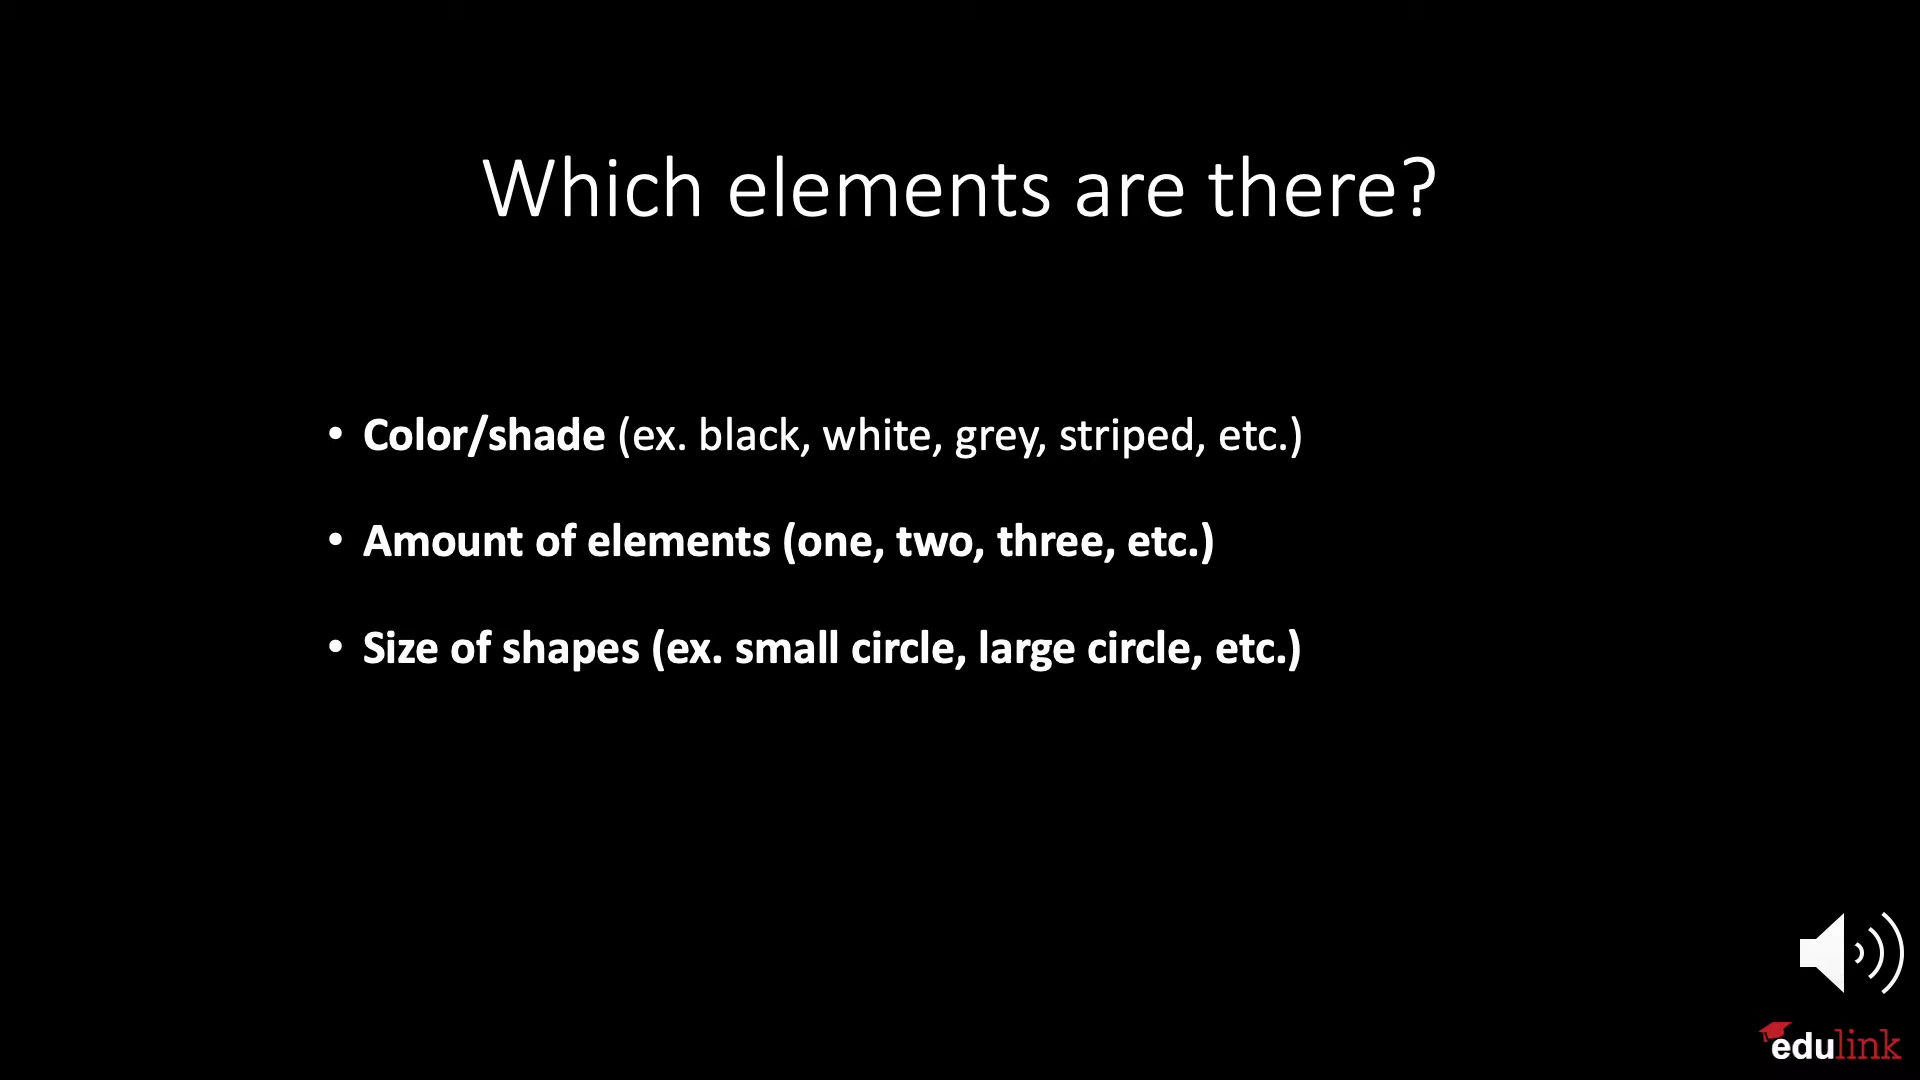 Which elements are there?
• Color/shade (ex. black, white, grey, striped, etc.)
• Amount of elements (one, two, three, etc.)
• Size of shapes (ex. small circle, large circle, etc.)
edulink